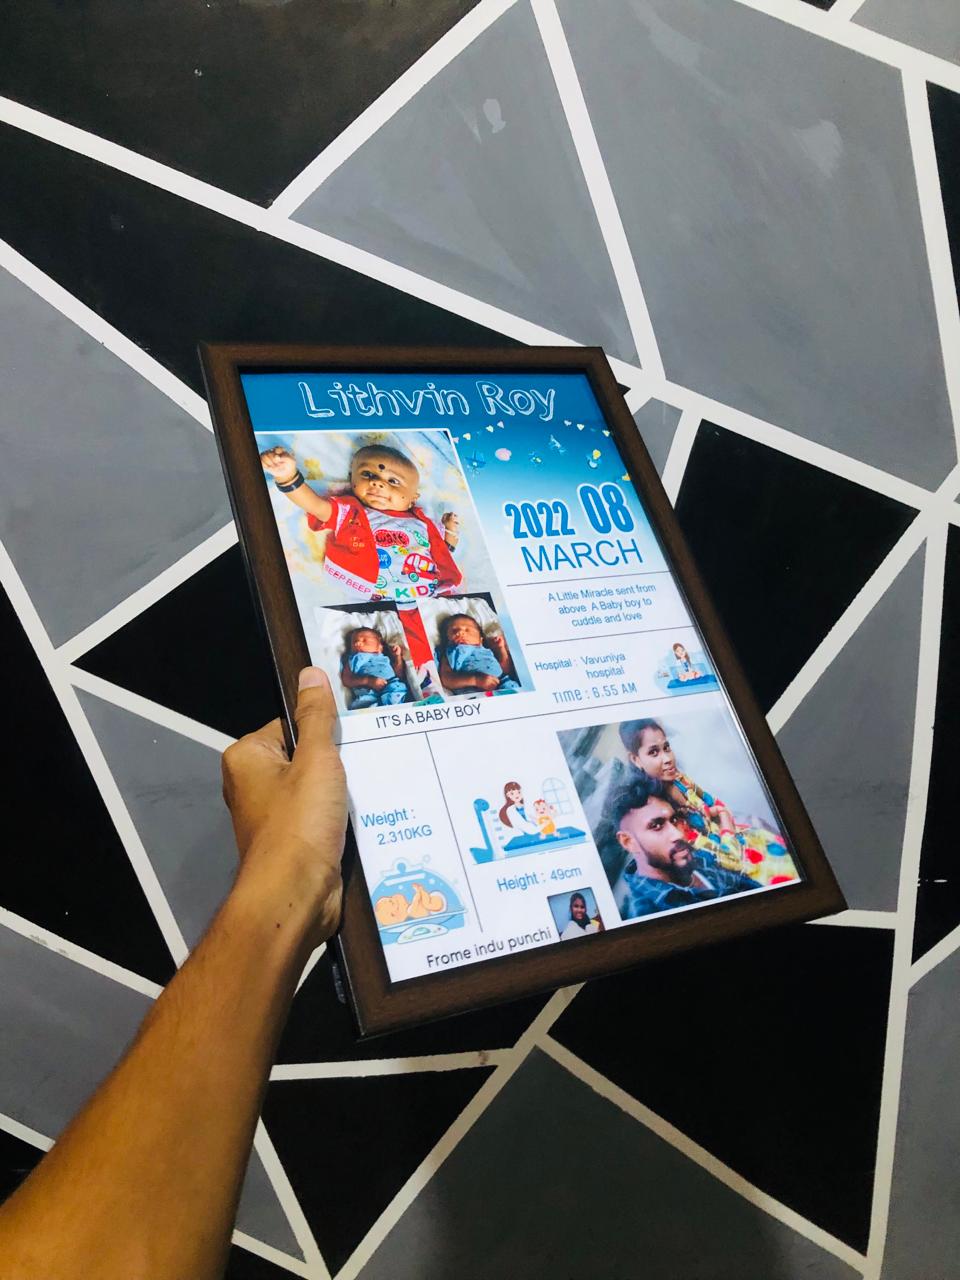 Lithvin Roy
2022 08
MARCH
A Little Miracle sent from
above A Baby boy to
cuddle and love
Hospital : Vavuniya
hospital
Time : 6.55 AM
BEEP BEEP
KIDS
IT'S A BABY BOY
Weight :
2.310KG
Height : 49cm
Frome indu punchi